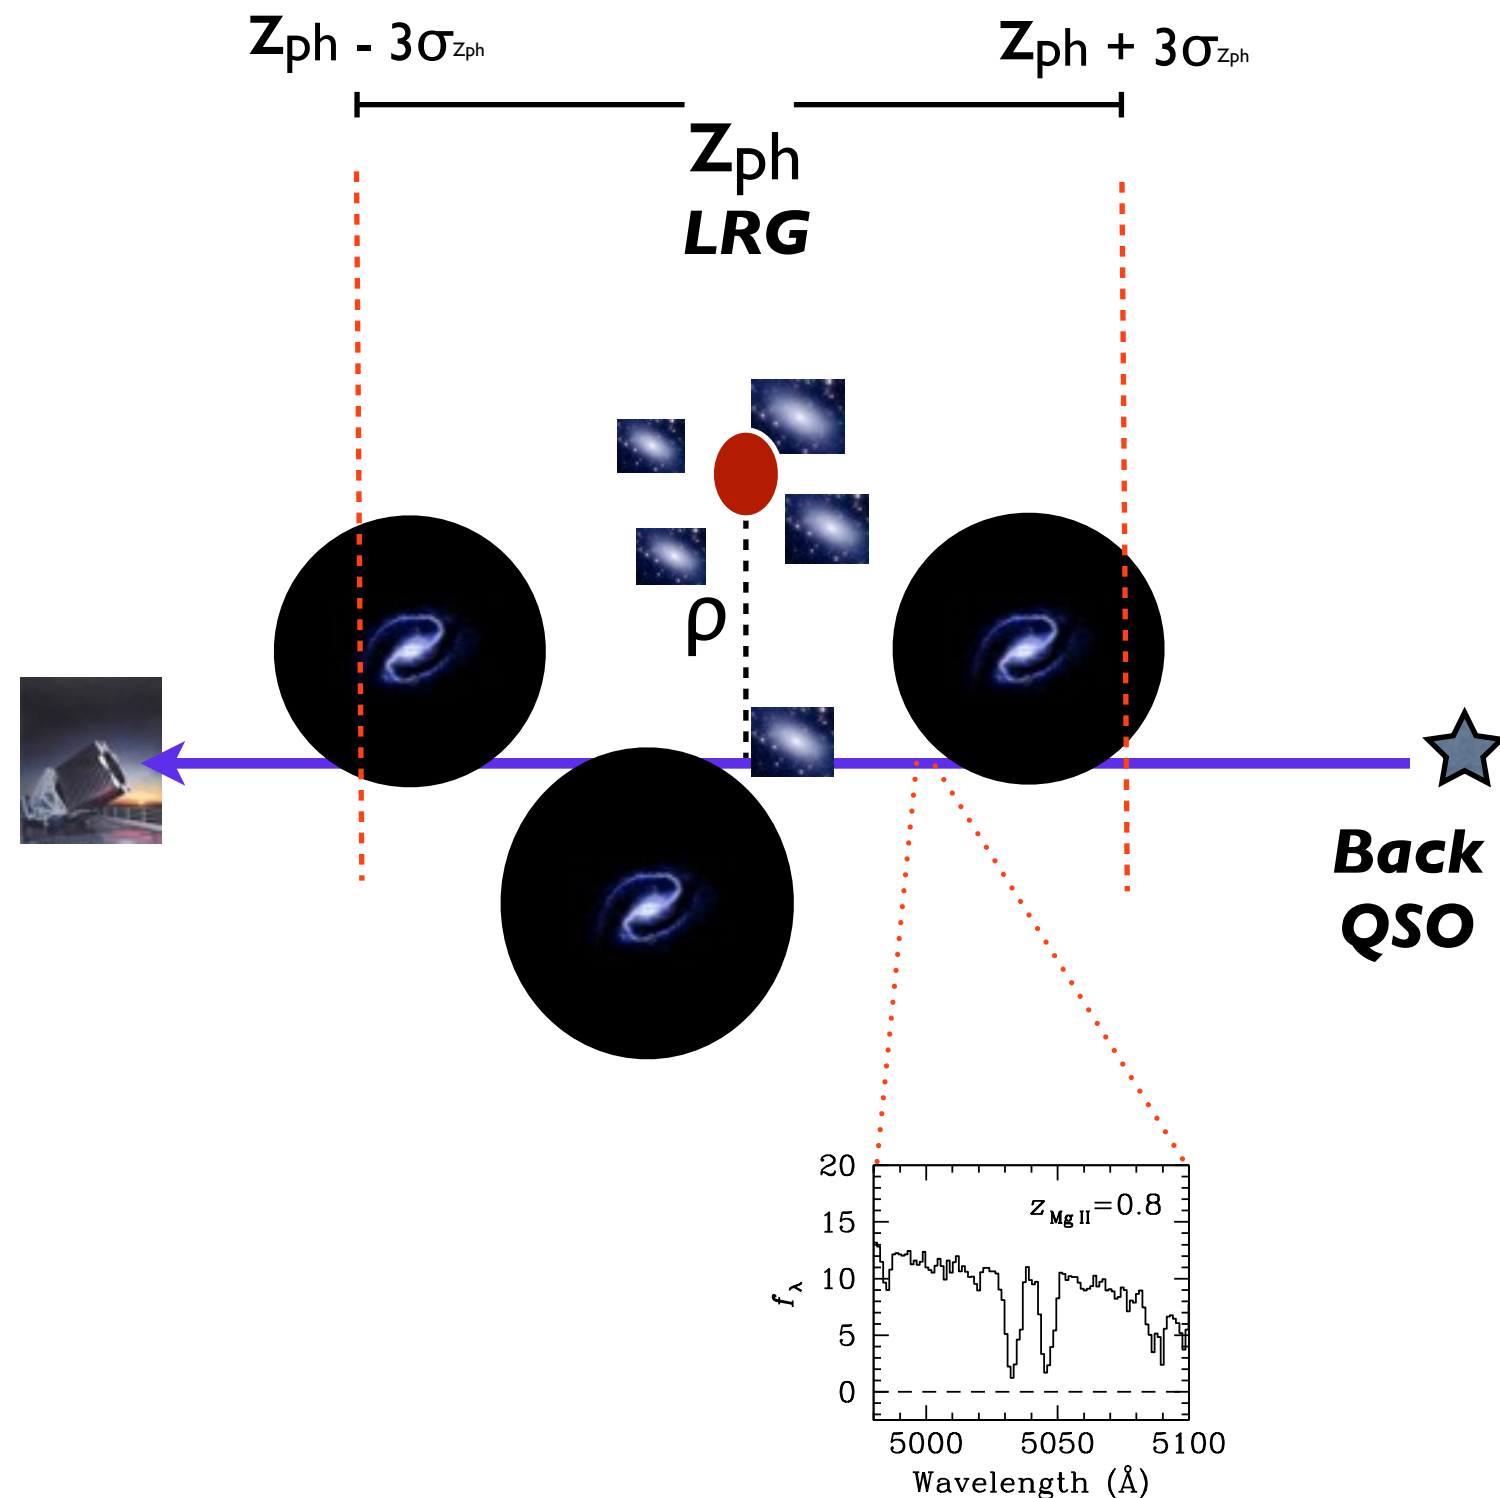 Zph - 3σZph
Zph + 3σZph
Zph
LRG
ρ
Back
QSO
z Mg II=0.8
20
15
10
5
0
fλ
5000 5050 5100
Wavelength (Å)